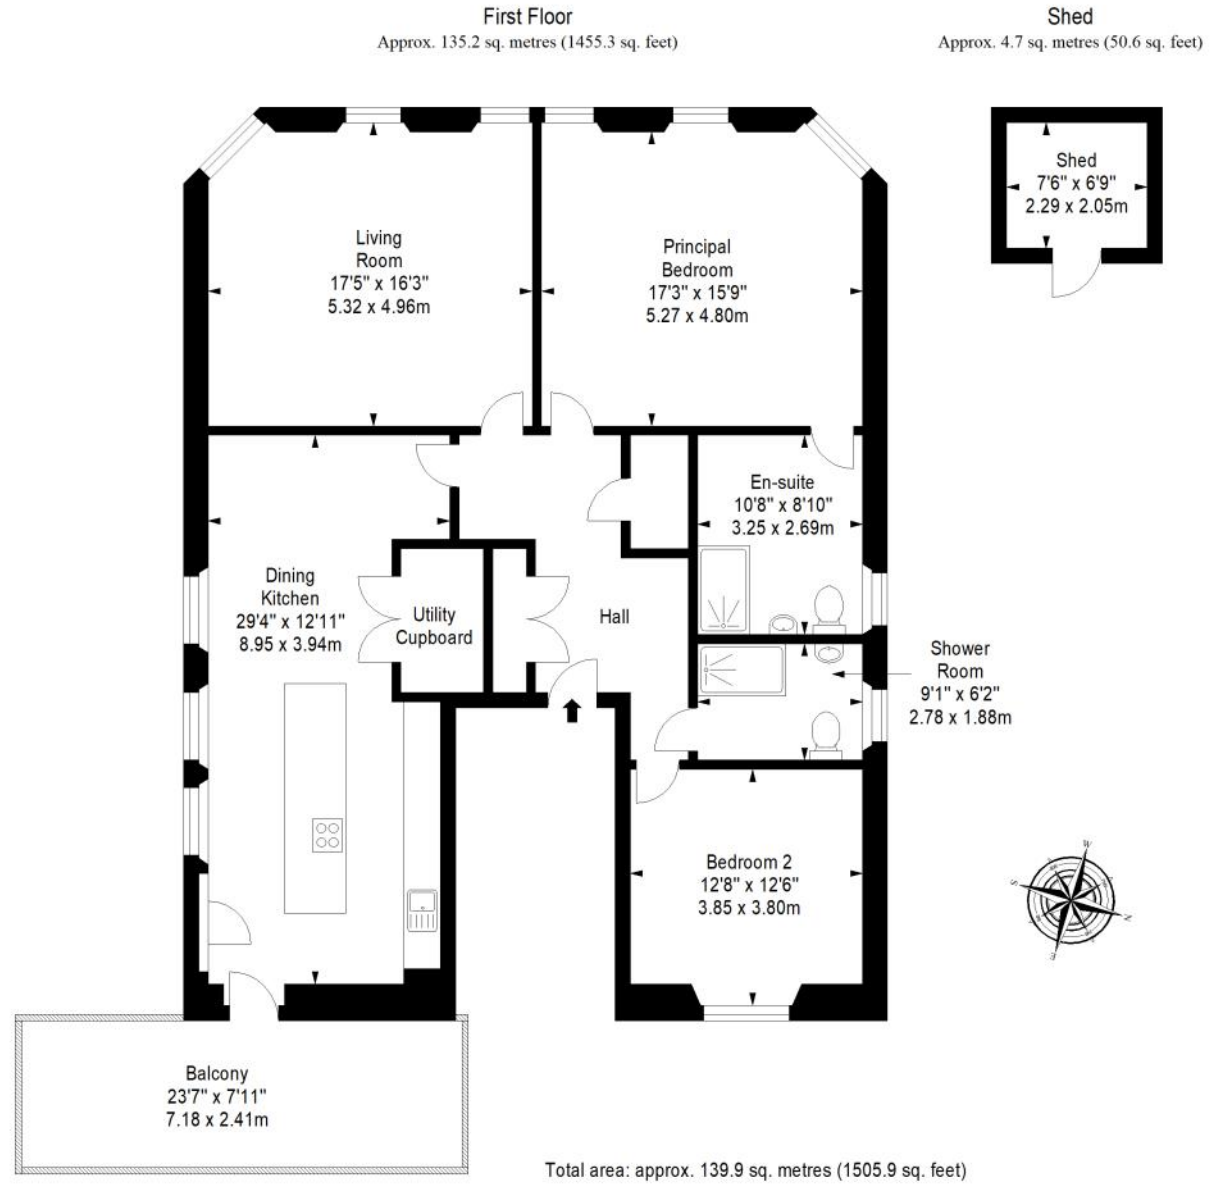 First Floor
Approx. 135.2 sq. metres (1455.3 sq. feet)
Shed
Approx. 4.7 sq. metres (50.6 sq. feet)
Shed
7'6" x 6'9"
2.29 x 2.05m
Living
Room
17'5" x 16'3"
5.32 x 4.96m
Principal
Bedroom
17'3" x 15'9"
5.27 x 4.80m
En-suite
10'8" x 8'10"
3.25 x 2.69m
Dining
Kitchen
29'4" x 12'11"
8.95 x 3.94m
Utility
Cupboard
Hall
Shower
Room
9'1" x 6'2"
2.78 x 1.88m
Bedroom 2
12'8" x 12'6"
3.85 x 3.80m
W
S
N
E
Balcony
23'7" x 7'11"
7.18 x 2.41m
Total area: approx. 139.9 sq. metres (1505.9 sq. feet)